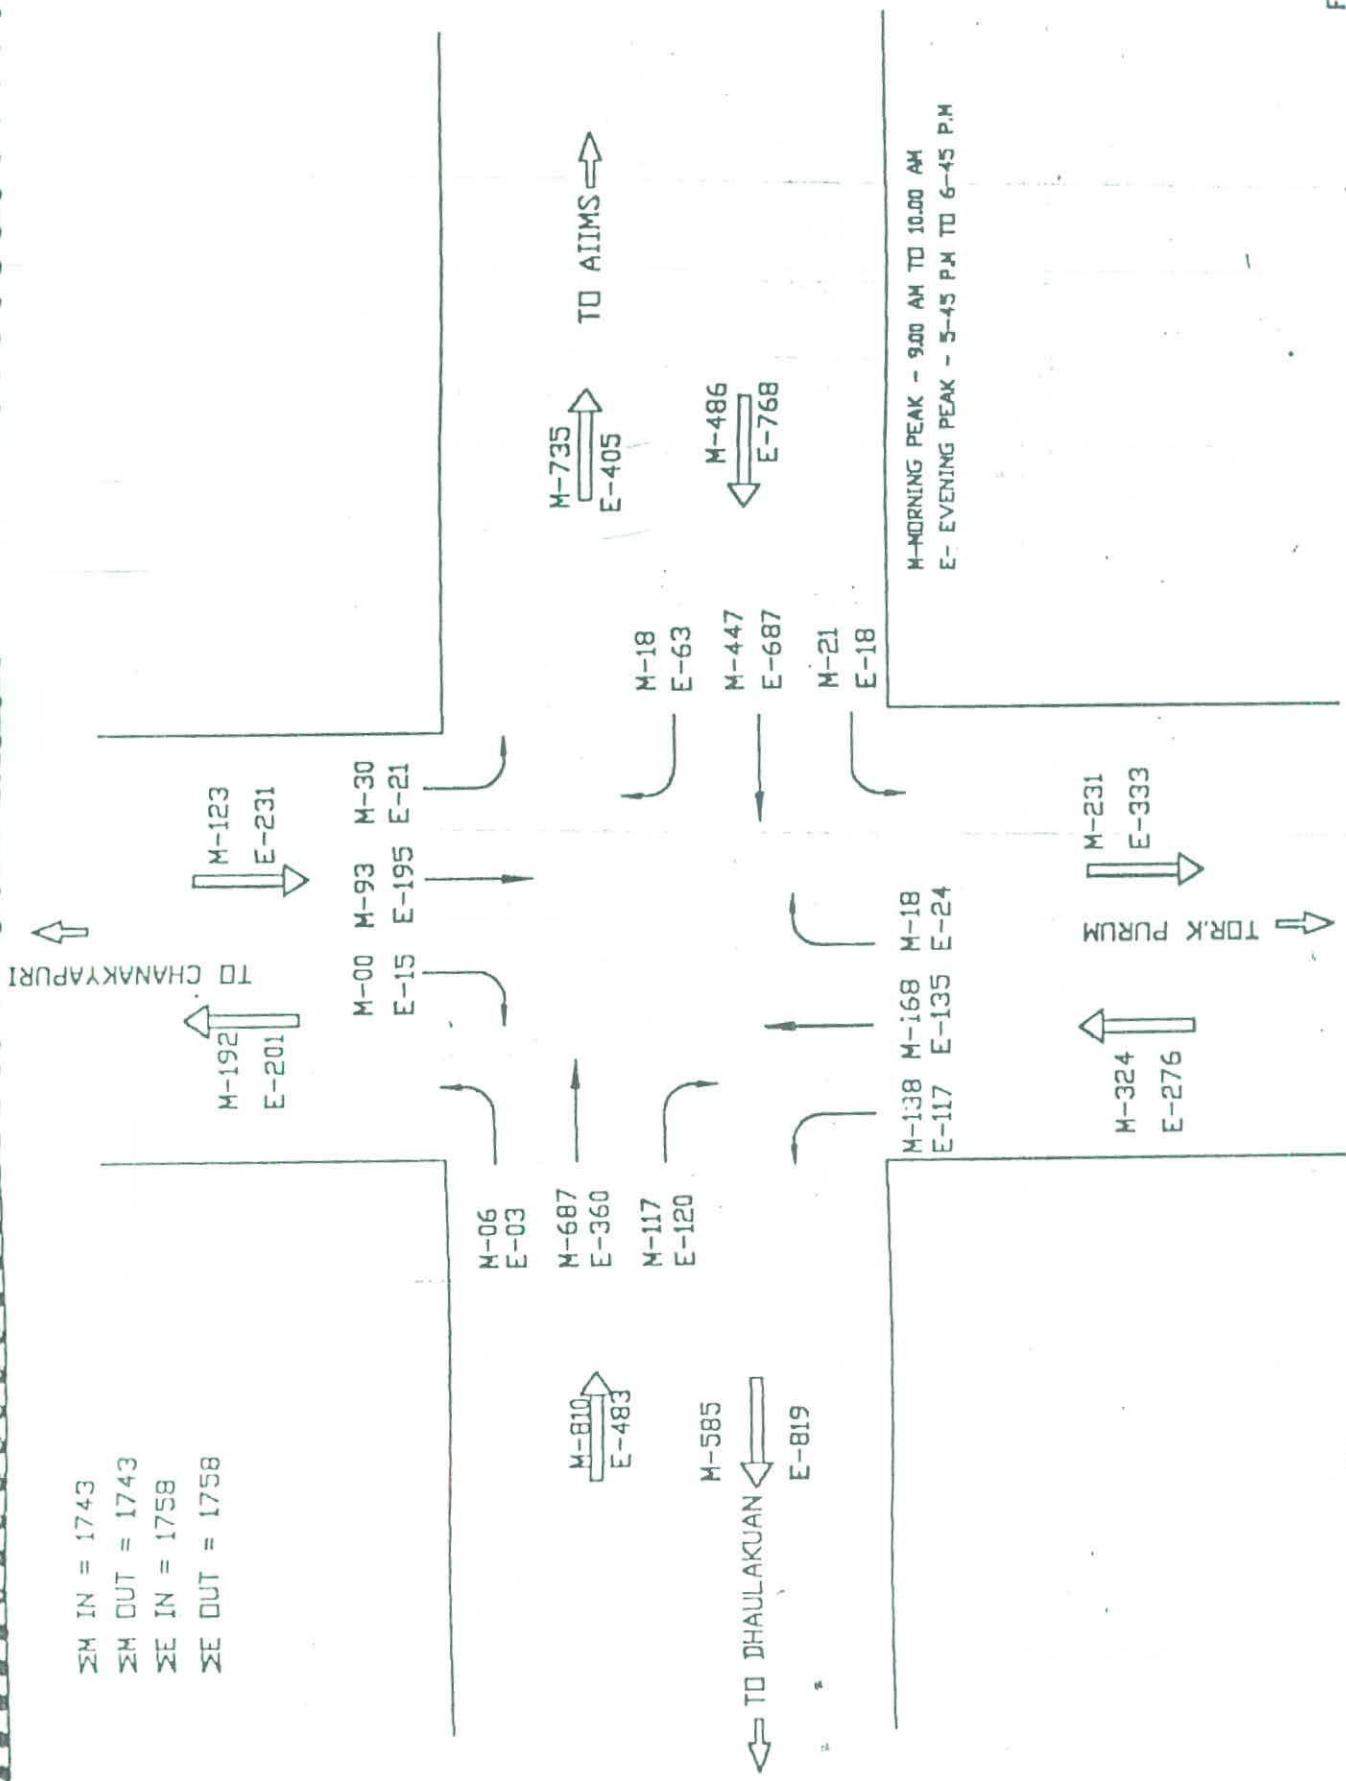 ΣM IN = 1743
ΣM OUT = 1743
ΣE IN = 1758
ΣE OUT = 1758
TO CHANAKYAPURI
M-192
E-201
M-123
E-231
M-00 M-93 M-30
E-15 E-195 E-21
M-06
E-03
M-687
E-360
M-117
E-120
M-810
E-483
M-585
E-819
TO DHAULAKUAN
M-735
E-405
TO AIIMS
M-486
E-768
M-18
E-63
M-447
E-687
M-21
E-18
M-138 M-168 M-18
E-117 E-135 E-24
M-324
E-276
TO R.K PURUM
M-231
E-333
M-MORNING PEAK - 9.00 AM TO 10.00 AM
E- EVENING PEAK - 5-45 P.M TO 6-45 P.M